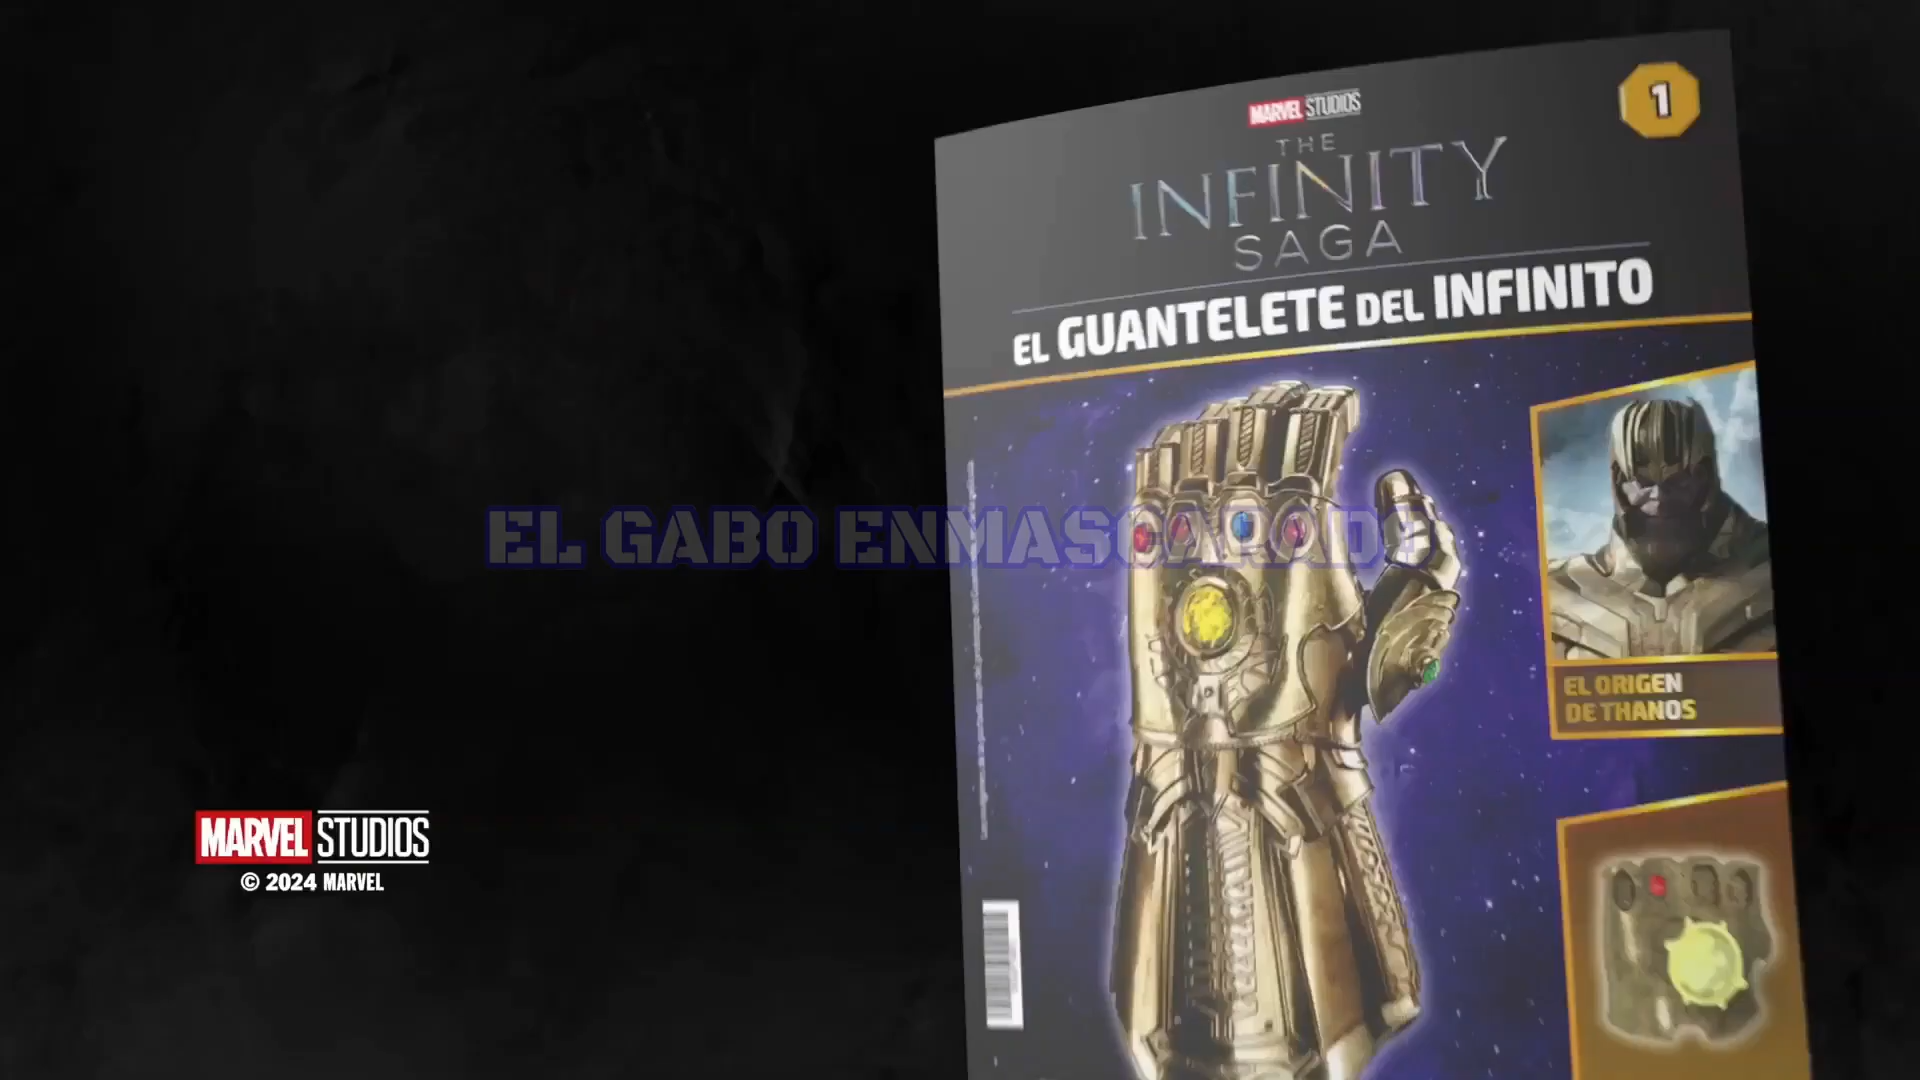 MARVEL STUDIOS
THE
INFINITY
SAGA
1
EL GUANTELETE DEL INFINITO
EL GABO ENMASCARADO
EL ORIGEN
DE THANOS
MARVEL STUDIOS
© 2024 MARVEL